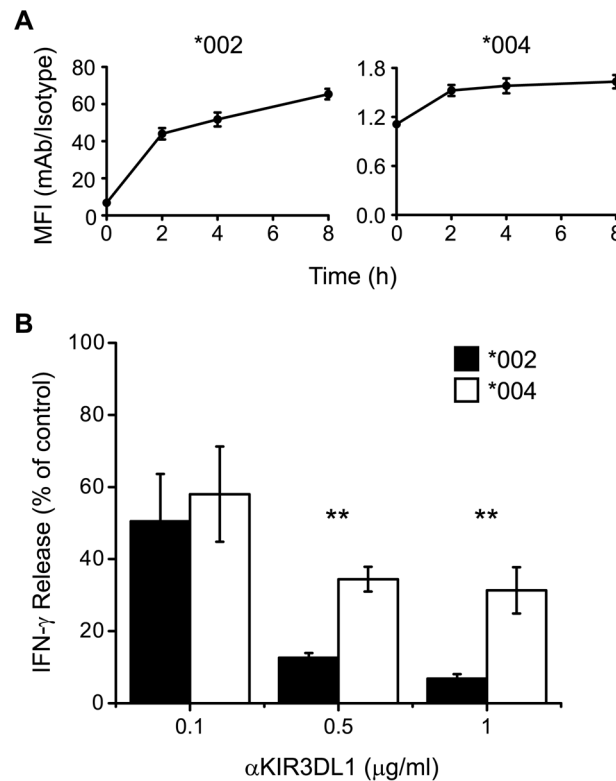 A
*002
*004
MFI (mAb/Isotype)
80
60
40
20
0
0 2 4 6 8
1.8
1.2
0.6
0.0
0 2 4 6 8
Time (h)
B
IFN-γ Release (% of control)
100
80
60
40
20
0
*002
*004
**
**
0.1 0.5 1
αKIR3DL1 (μg/ml)